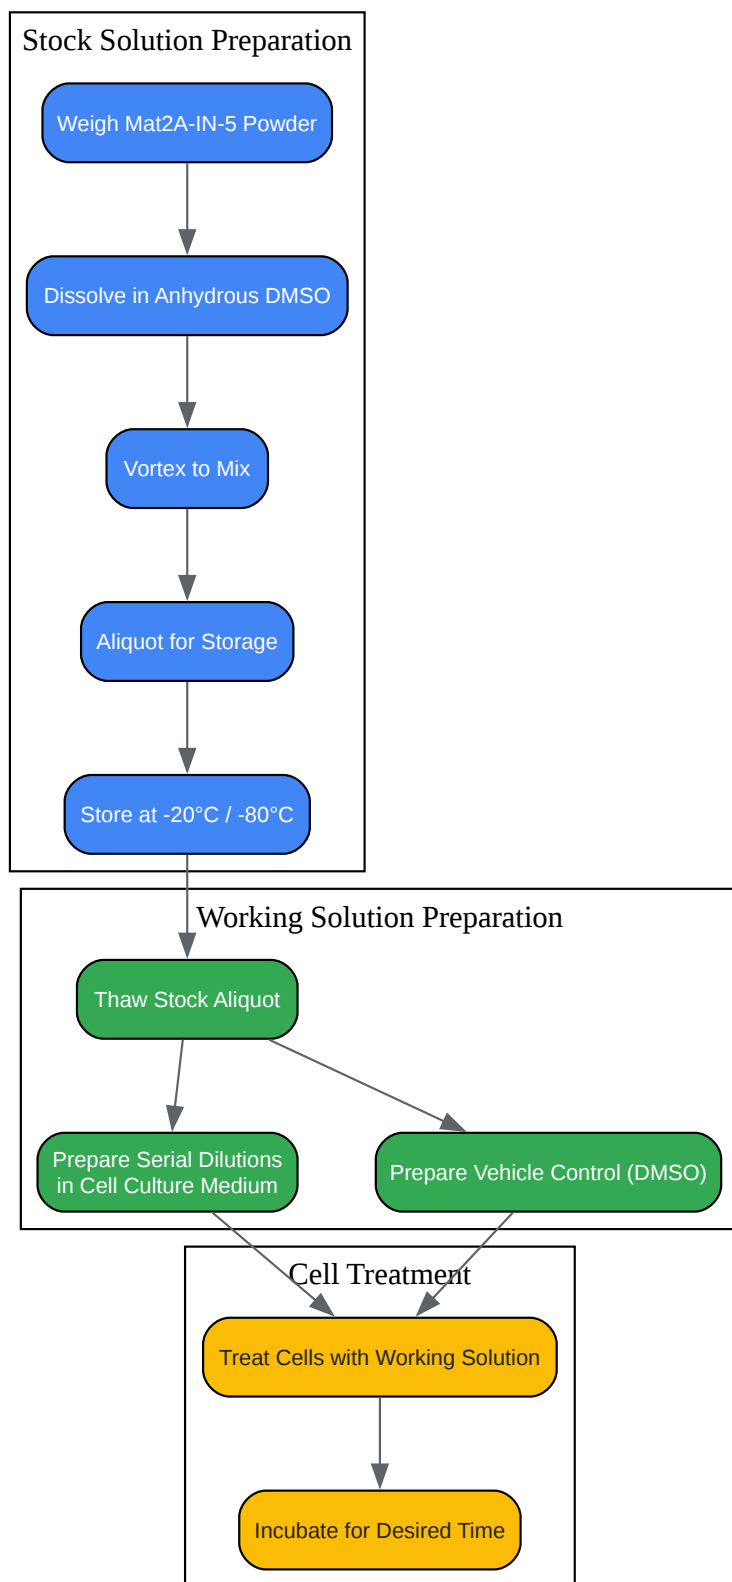 Stock Solution Preparation
Weigh Mat2A-IN-5 Powder
Dissolve in Anhydrous DMSO
Vortex to Mix
Aliquot for Storage
Store at -20°C / -80°C
Working Solution Preparation
Thaw Stock Aliquot
Prepare Serial Dilutions
in Cell Culture Medium
Prepare Vehicle Control (DMSO)
Cell Treatment
Treat Cells with Working Solution
Incubate for Desired Time